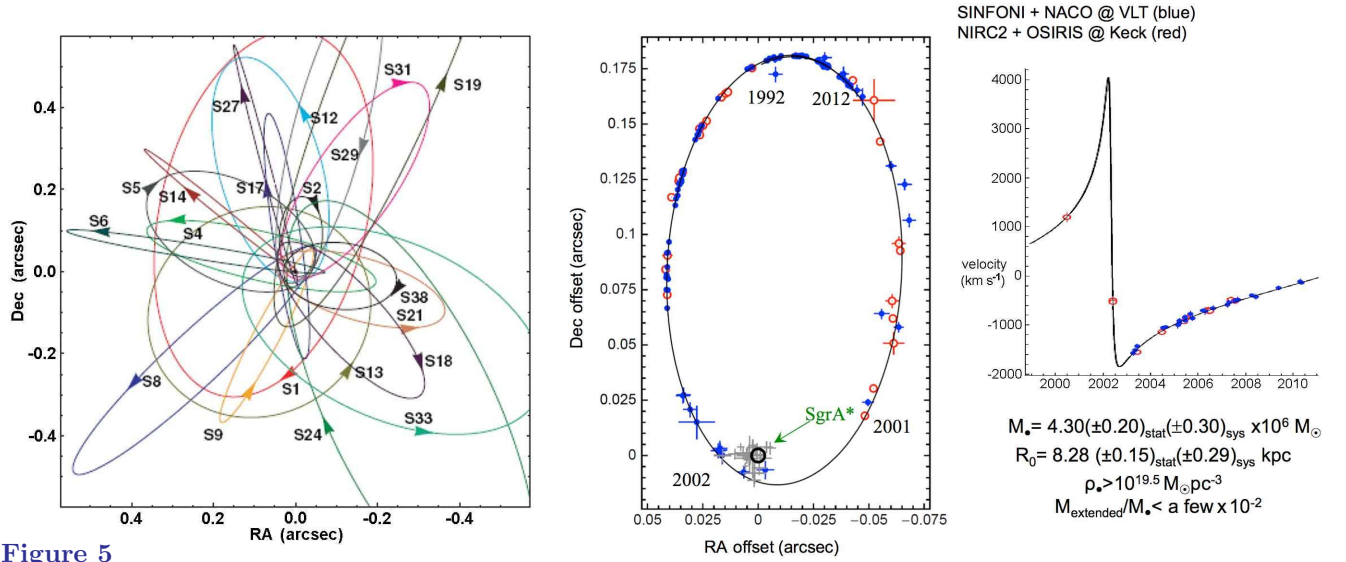 SINFONI + NACO @ VLT (blue)
NIRC2 + OSIRIS @ Keck (red)
Dec (arcsec)
0.4
0.2
0.0
-0.2
-0.4
S31
S19
S27
S12
S29
S5
S14
S17
S2
S6
S4
S38
S21
S18
S8
S1
S13
S9
S24
S33
0.4
0.2
0.0
-0.2
-0.4
RA (arcsec)
Dec offset (arcsec)
0.175
0.15
0.125
0.1
0.075
0.05
0.025
0
1992
2012
SgrA*
2001
2002
0.05
0.025
0
−0.025
−0.05
−0.075
RA offset (arcsec)
4000
3000
2000
1000
0
-1000
-2000
velocity
(km s⁻¹)
2000
2002
2004
2006
2008
2010
M•= 4.30(±0.20)stat(±0.30)sys x10⁶ M⊙
R₀= 8.28 (±0.15)stat(±0.29)sys kpc
ρ•>10¹⁹·⁵ M⊙pc⁻³
Mextended/M•< a few x 10⁻²
Figure 5